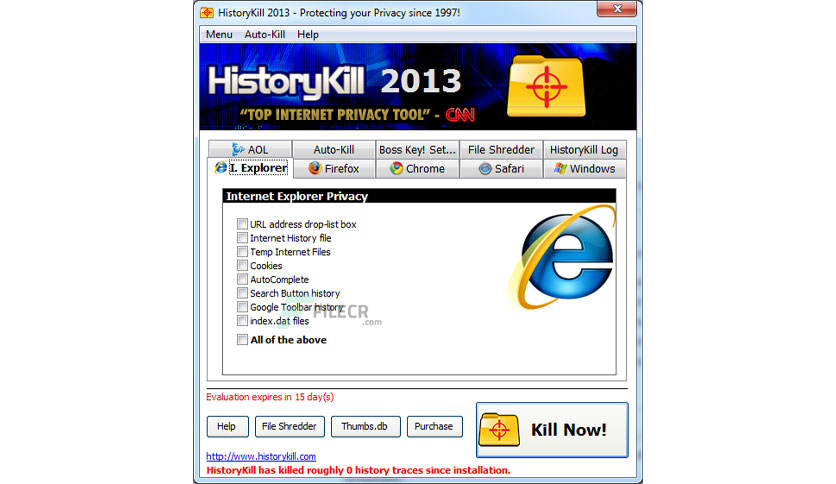 HistoryKill 2013 - Protecting your Privacy since 1997!
Menu Auto-Kill Help
HistoryKill 2013
"TOP INTERNET PRIVACY TOOL" - CNN
AOL Auto-Kill Boss Key! Set... File Shredder HistoryKill Log
I. Explorer Firefox Chrome Safari Windows
Internet Explorer Privacy
URL address drop-list box
Internet History file
Temp Internet Files
Cookies
AutoComplete
Search Button history
Google Toolbar history
FILECR
.com
index.dat files
All of the above
Evaluation expires in 15 day(s)
Help File Shredder Thumbs.db Purchase
Kill Now!
http://www.historykill.com
HistoryKill has killed roughly 0 history traces since installation.